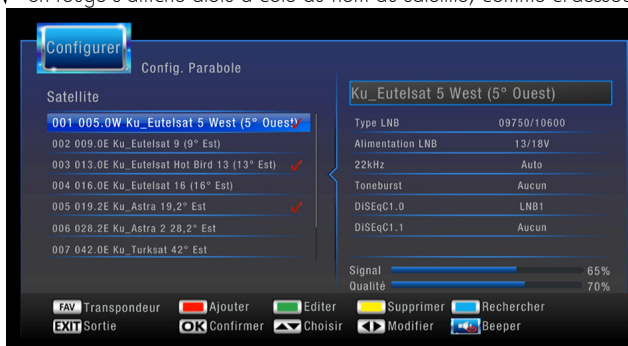 Configurer
Config. Parabole
Satellite
Ku_Eutelsat 5 West (5° Ouest)
001 005.0W Ku_Eutelsat 5 West (5° Ouest)
002 009.0E Ku_Eutelsat 9 (9° Est)
003 013.0E Ku_Eutelsat Hot Bird 13 (13° Est)
004 016.0E Ku_Eutelsat 16 (16° Est)
005 019.2E Ku_Astra 19,2° Est
006 028.2E Ku_Astra 2 28,2° Est
007 042.0E Ku_Turksat 42° Est
Type LNB 09750/10600
Alimentation LNB 13/18V
22kHz Auto
Toneburst Aucun
DiSEqC1.0 LNB1
DiSEqC1.1 Aucun
Signal 65%
Qualité 70%
FAV Transpondeur Ajouter Editer Supprimer Rechercher
EXIT Sortie OK Confirmer Choisir Modifier Beeper